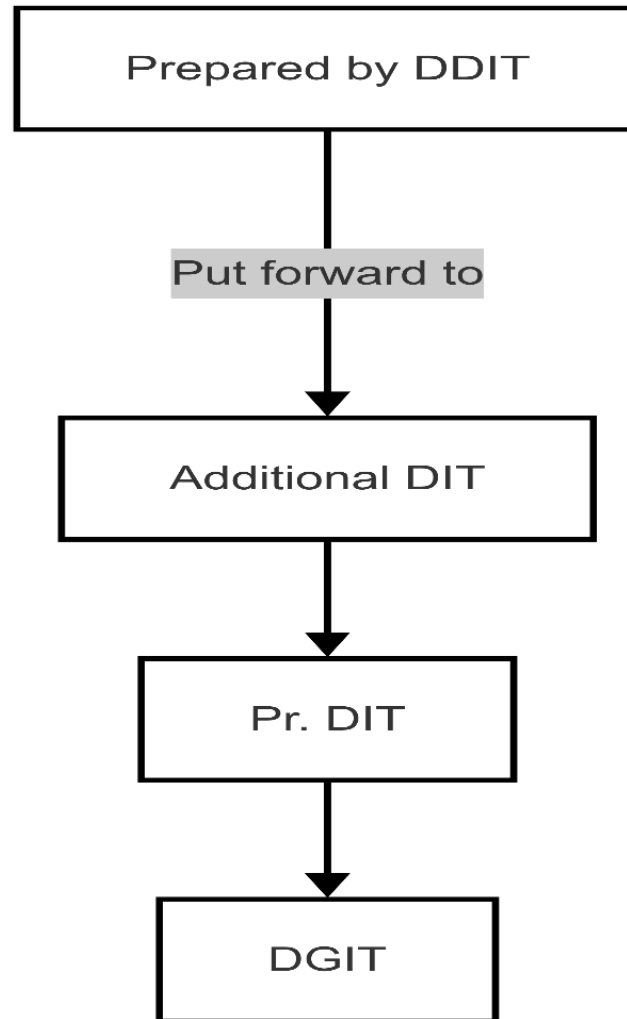 Prepared by DDIT
Put forward to
Additional DIT
Pr. DIT
DGIT